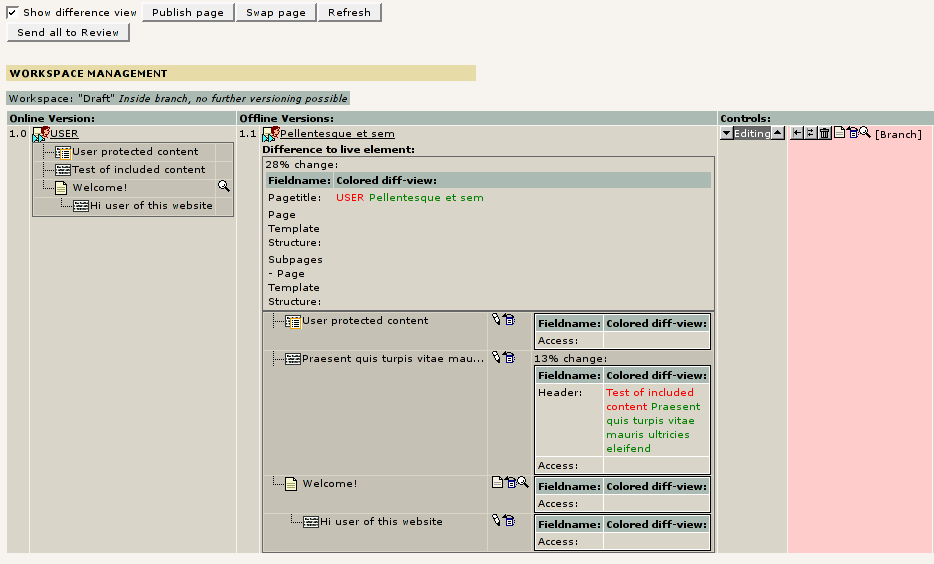 Show difference view Publish page Swap page Refresh
Send all to Review
WORKSPACE MANAGEMENT
Workspace: "Draft" Inside branch, no further versioning possible
Online Version: Offline Versions: Controls:
1.0 USER 1.1 Pellentesque et sem Editing [Branch]
User protected content
Test of included content
Welcome!
Hi user of this website
Difference to live element:
28% change:
Fieldname: Colored diff-view:
Pagetitle: USER Pellentesque et sem
Page
Template
Structure:
Subpages
- Page
Template
Structure:
User protected content
Fieldname: Colored diff-view:
Access:
Praesent quis turpis vitae mau...
13% change:
Fieldname: Colored diff-view:
Header: Test of included
content Praesent
quis turpis vitae
mauris ultricies
eleifend
Access:
Welcome!
Fieldname: Colored diff-view:
Access:
Hi user of this website
Fieldname: Colored diff-view:
Access: